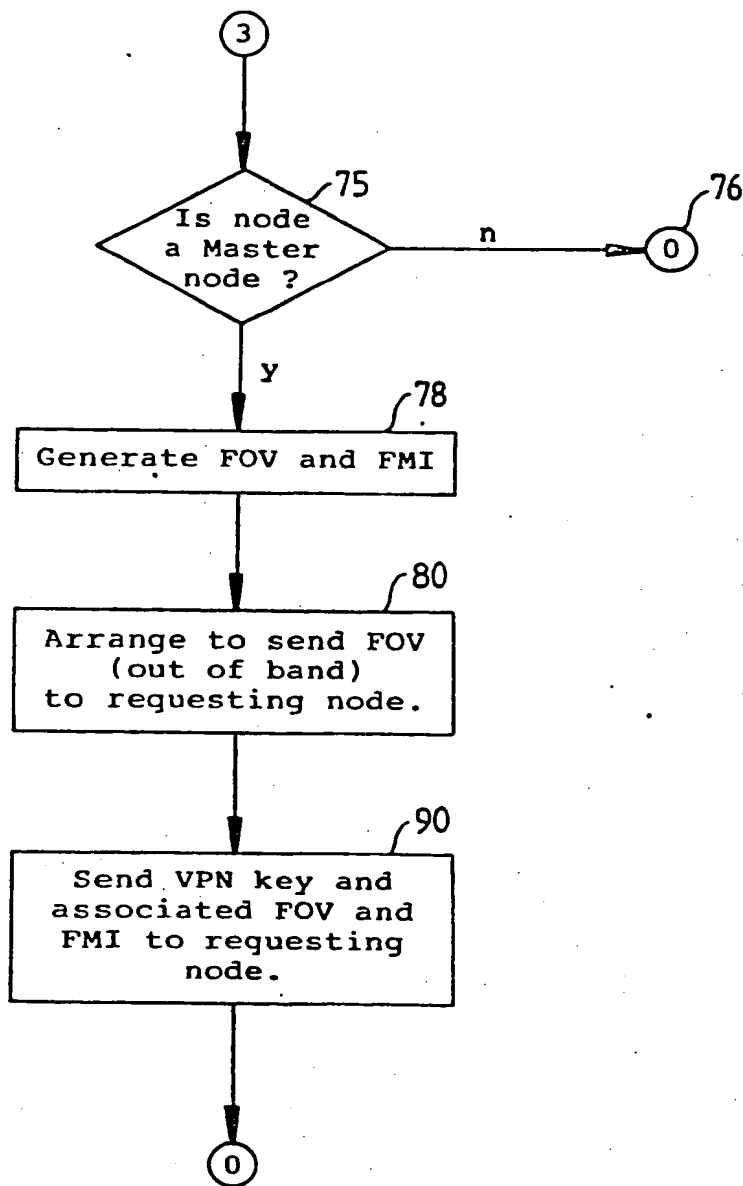 3
75
Is node
a Master
node ?
n
76
0
y
78
Generate FOV and FMI
80
Arrange to send FOV
(out of band)
to requesting node.
90
Send VPN key and
associated FOV and
FMI to requesting
node.
0